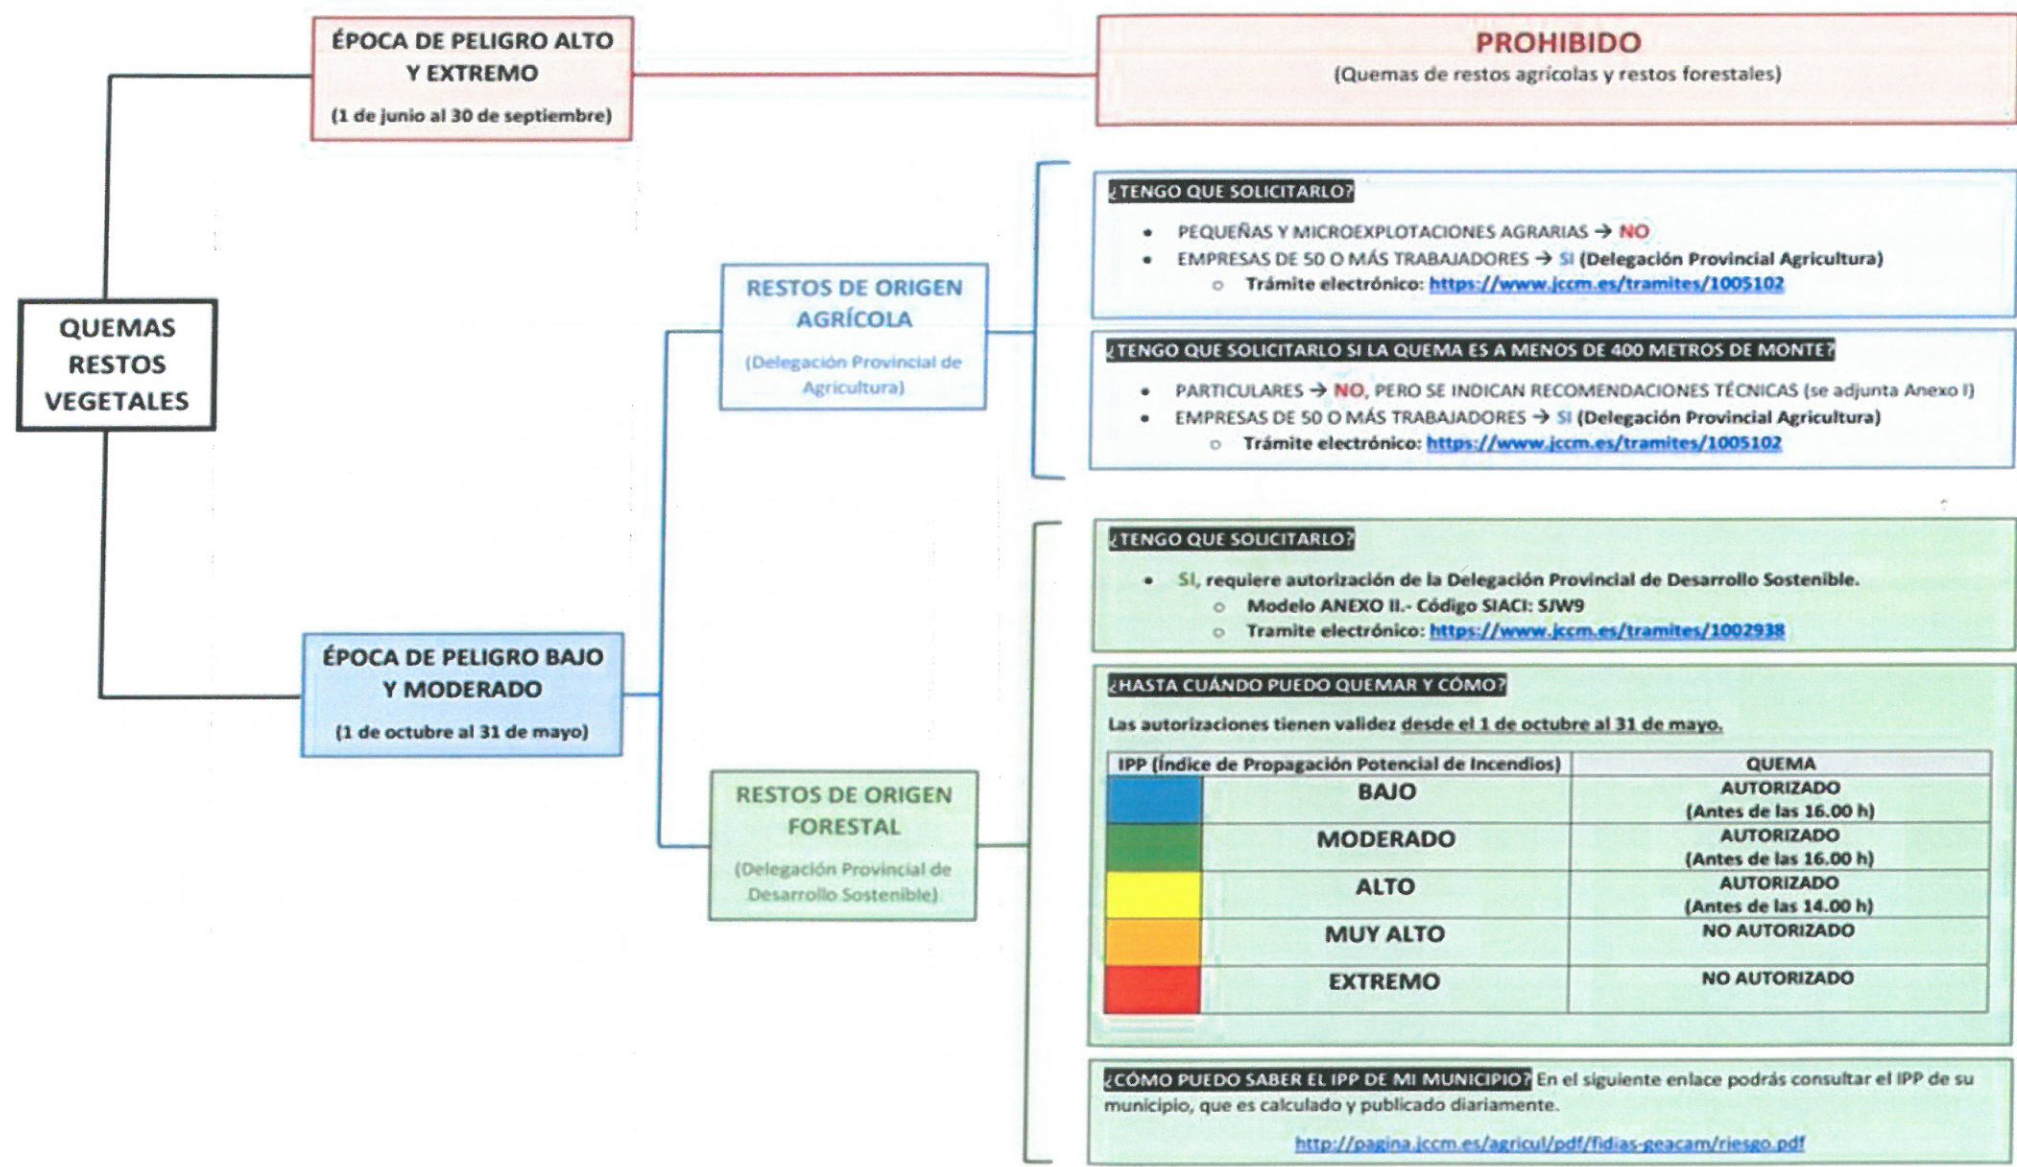 ÉPOCA DE PELIGRO ALTO
Y EXTREMO
(1 de junio al 30 de septiembre)
PROHIBIDO
(Quemas de restos agrícolas y restos forestales)
QUEMAS
RESTOS
VEGETALES
ÉPOCA DE PELIGRO BAJO
Y MODERADO
(1 de octubre al 31 de mayo)
RESTOS DE ORIGEN
AGRÍCOLA
(Delegación Provincial de
Agricultura)
¿TENGO QUE SOLICITARLO?
• PEQUEÑAS Y MICROEXPLOTACIONES AGRARIAS → NO
• EMPRESAS DE 50 O MÁS TRABAJADORES → SI (Delegación Provincial Agricultura)
○ Trámite electrónico: https://www.jccm.es/tramites/1005102
¿TENGO QUE SOLICITARLO SI LA QUEMA ES A MENOS DE 400 METROS DE MONTE?
• PARTICULARES → NO, PERO SE INDICAN RECOMENDACIONES TÉCNICAS (se adjunta Anexo I)
• EMPRESAS DE 50 O MÁS TRABAJADORES → SI (Delegación Provincial Agricultura)
○ Trámite electrónico: https://www.jccm.es/tramites/1005102
RESTOS DE ORIGEN
FORESTAL
(Delegación Provincial de
Desarrollo Sostenible)
¿TENGO QUE SOLICITARLO?
• SI, requiere autorización de la Delegación Provincial de Desarrollo Sostenible.
○ Modelo ANEXO II.- Código SIACI: SJW9
○ Tramite electrónico: https://www.jccm.es/tramites/1002938
¿HASTA CUÁNDO PUEDO QUEMAR Y CÓMO?
Las autorizaciones tienen validez desde el 1 de octubre al 31 de mayo.
IPP (Índice de Propagación Potencial de Incendios) QUEMA
BAJO AUTORIZADO
(Antes de las 16.00 h)
MODERADO AUTORIZADO
(Antes de las 16.00 h)
ALTO AUTORIZADO
(Antes de las 14.00 h)
MUY ALTO NO AUTORIZADO
EXTREMO NO AUTORIZADO
¿CÓMO PUEDO SABER EL IPP DE MI MUNICIPIO? En el siguiente enlace podrás consultar el IPP de su
municipio, que es calculado y publicado diariamente.
http://pagina.jccm.es/agricul/pdf/fidias-geacam/riesgo.pdf